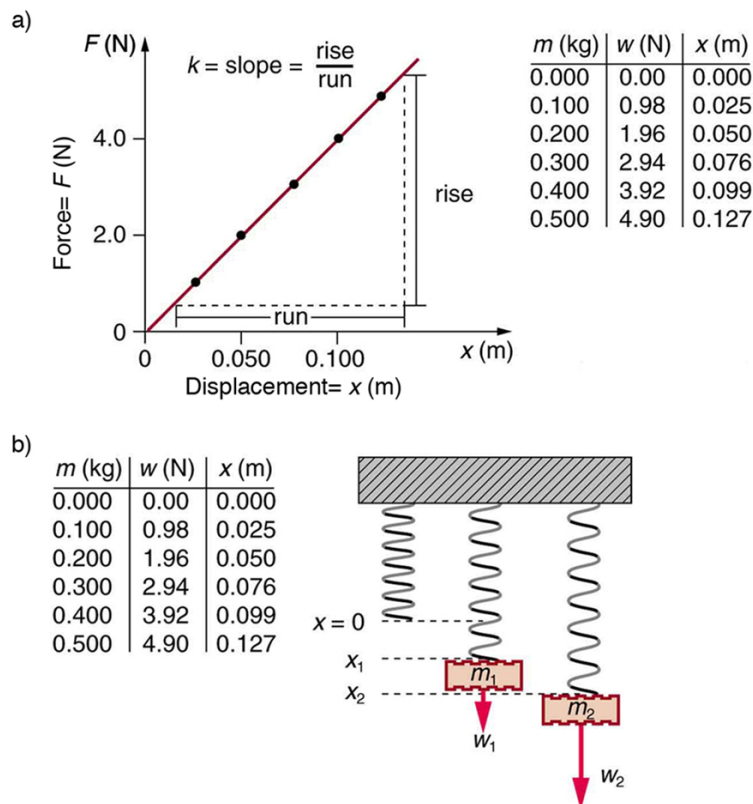 a)
F (N)
k = slope = rise
run
4.0
2.0
0
Force= F (N)
rise
run
0 0.050 0.100 x (m)
Displacement= x (m)
m (kg) w (N) x (m)
0.000 0.00 0.000
0.100 0.98 0.025
0.200 1.96 0.050
0.300 2.94 0.076
0.400 3.92 0.099
0.500 4.90 0.127
b)
m (kg) w (N) x (m)
0.000 0.00 0.000
0.100 0.98 0.025
0.200 1.96 0.050
0.300 2.94 0.076
0.400 3.92 0.099
0.500 4.90 0.127
x = 0
x₁
m₁
x₂
m₂
w₁
w₂